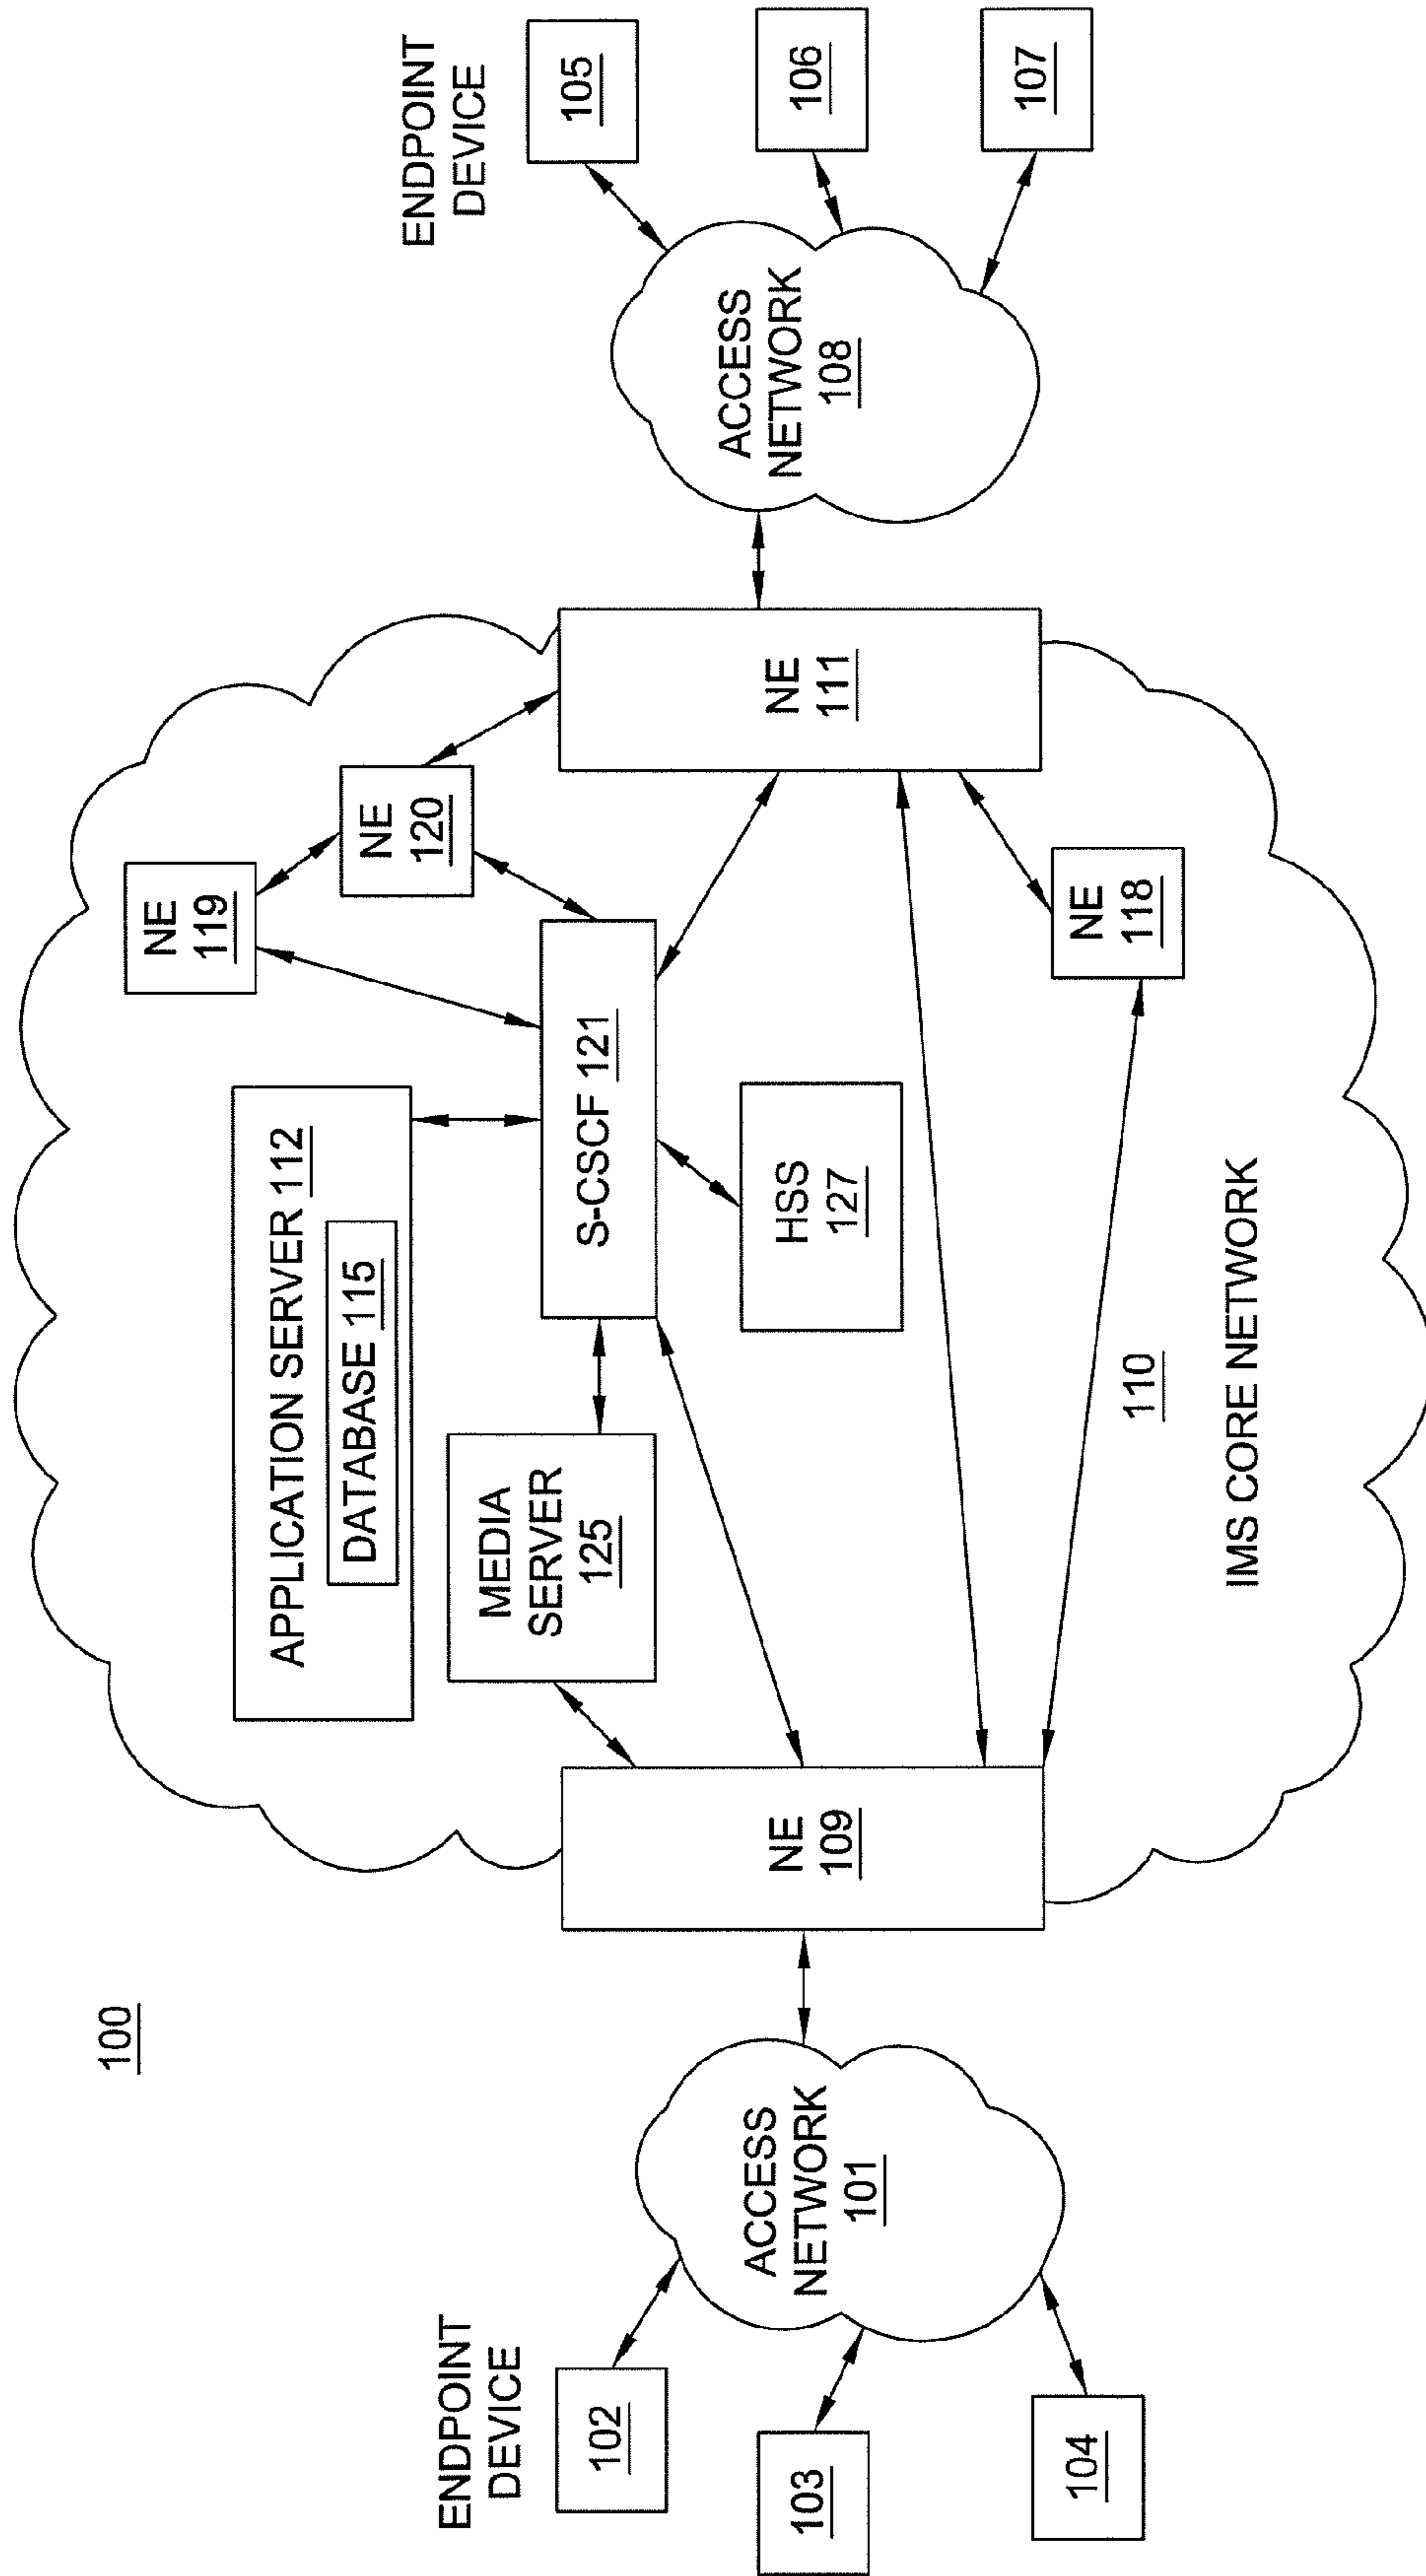 100
ENDPOINT
DEVICE
102
103
104
ACCESS
NETWORK
101
NE
109
APPLICATION SERVER 112
DATABASE 115
MEDIA
SERVER
125
S-CSCF 121
HSS
127
NE
119
NE
120
NE
111
NE
118
110
IMS CORE NETWORK
ACCESS
NETWORK
108
ENDPOINT
DEVICE
105
106
107